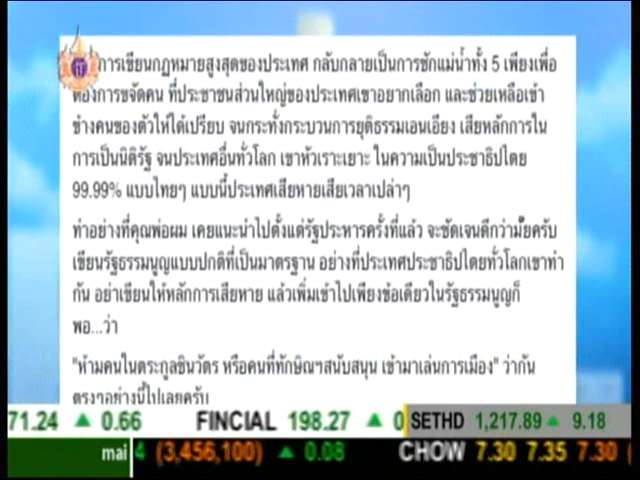 การเขียนกฎหมายสูงสุดของประเทศ กลับกลายเป็นการชักแม่น้ำทั้ง 5 เพียงเพื่อ
ต้องการขจัดคน ที่ประชาชนส่วนใหญ่ของประเทศเขาอยากเลือก และช่วยเหลือเข้า
ข้างคนของตัวให้ได้เปรียบ จนกระทั่งกระบวนการยุติธรรมเอนเอียง เสียหลักการใน
การเป็นนิติรัฐ จนประเทศอื่นทั่วโลก เขาหัวเราะเยาะ ในความเป็นประชาธิปไตย
99.99% แบบไทยๆ แบบนี้ประเทศเสียหายเสียเวลาเปล่าๆ
ทำอย่างที่คุณพ่อผม เคยแนะนำไปตั้งแต่รัฐประหารครั้งที่แล้ว จะชัดเจนดีกว่ามั๊ยครับ
เขียนรัฐธรรมนูญแบบปกติที่เป็นมาตรฐาน อย่างที่ประเทศประชาธิปไตยทั่วโลกเขาทำ
กัน อย่าเขียนให้หลักการเสียหาย แล้วเพิ่มเข้าไปเพียงข้อเดียวในรัฐธรรมนูญก็
พอ...ว่า
"ห้ามคนในตระกูลชินวัตร หรือคนที่ทักษิณฯสนับสนุน เข้ามาเล่นการเมือง" ว่ากัน
ตรงๆอย่างนี้ไปเลยครับ
71.24 ▲ 0.66 FINCIAL 198.27 ▲ 0 SETHD 1,217.89 ▲ 9.18
mai 4 (3,456,100) ▲ 0.08 CHOW 7.30 7.35 7.30